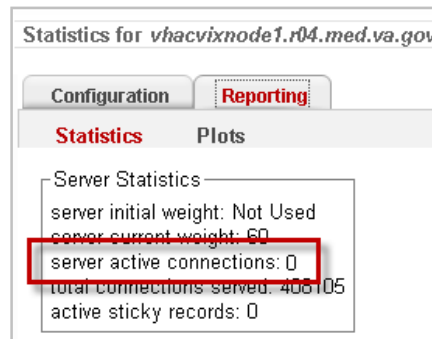 Statistics for vhacvixnode1.r04.med.va.gov
Configuration Reporting
Statistics Plots
Server Statistics
server initial weight: Not Used
server current weight: 60
server active connections: 0
total connections served: 408105
active sticky records: 0